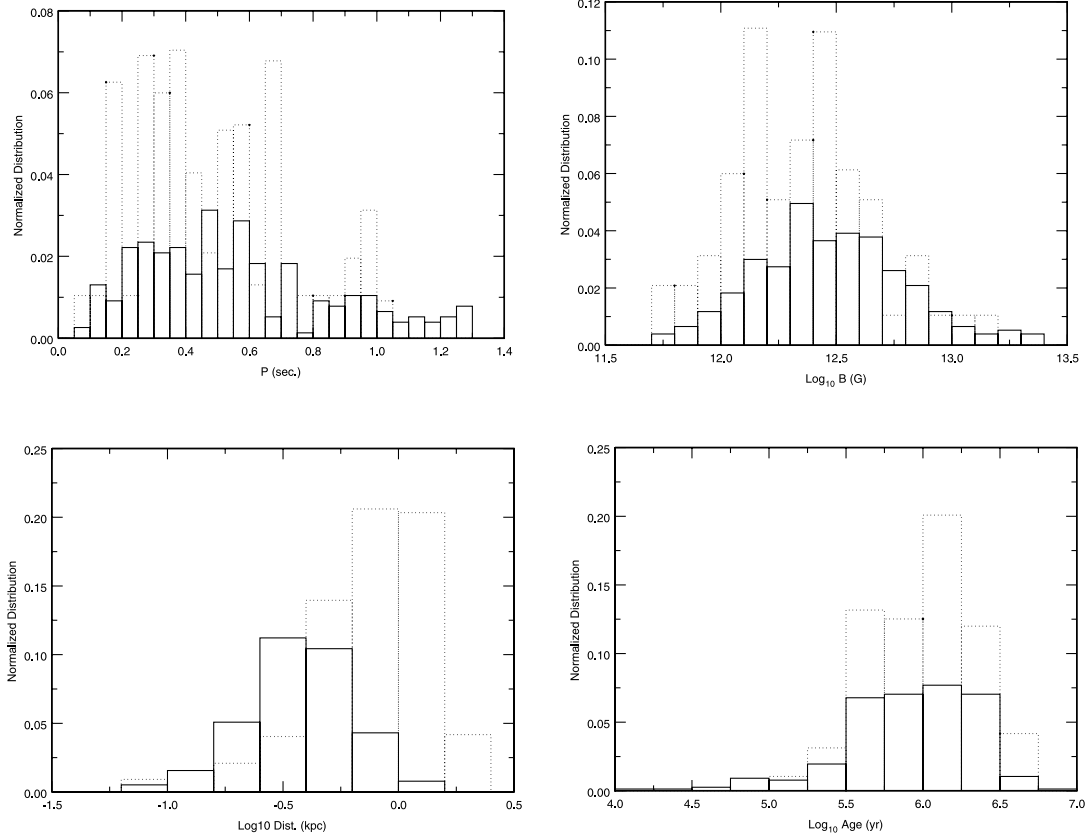 0.08
0.06
0.04
0.02
0.00
Normalized Distribution
0.0 0.2 0.4 0.6 0.8 1.0 1.2 1.4
P (sec.)
0.12
0.10
0.08
0.06
0.04
0.02
0.00
Normalized Distribution
11.5 12.0 12.5 13.0 13.5
Log10 B (G)
0.25
0.20
0.15
0.10
0.05
0.00
Normalized Distribution
-1.5 -1.0 -0.5 0.0 0.5
Log10 Dist. (kpc)
0.25
0.20
0.15
0.10
0.05
0.00
Normalized Distribution
4.0 4.5 5.0 5.5 6.0 6.5 7.0
Log10 Age (yr)